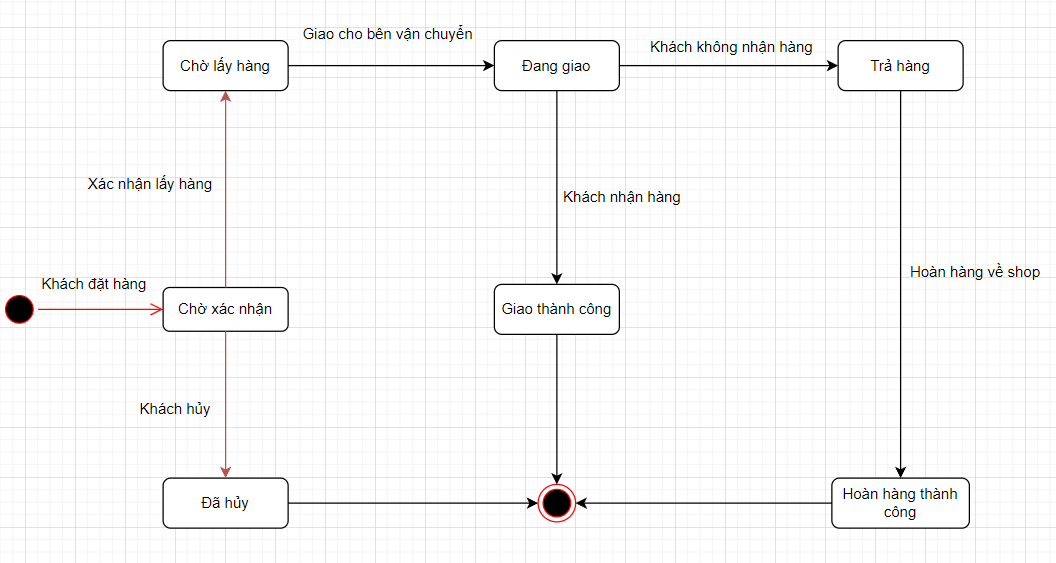 Giao cho bên vận chuyển
Khách không nhận hàng
Chờ lấy hàng
Đang giao
Trả hàng
Xác nhận lấy hàng
Khách nhận hàng
Hoàn hàng về shop
Khách đặt hàng
Chờ xác nhận
Giao thành công
Khách hủy
Đã hủy
Hoàn hàng thành
công